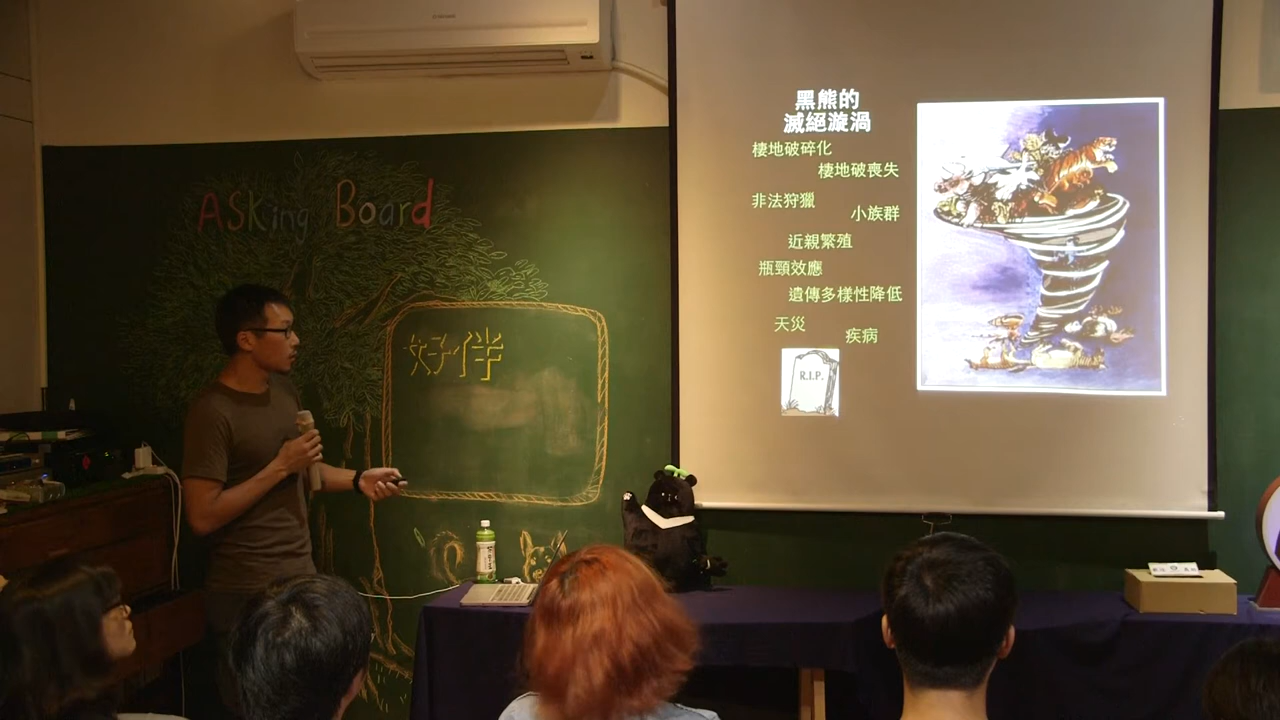 黑熊的
滅絕漩渦
棲地破碎化
棲地破喪失
非法狩獵
小族群
近親繁殖
瓶頸效應
遺傳多樣性降低
天災
疾病
R.I.P.
ASKing Board
好伴